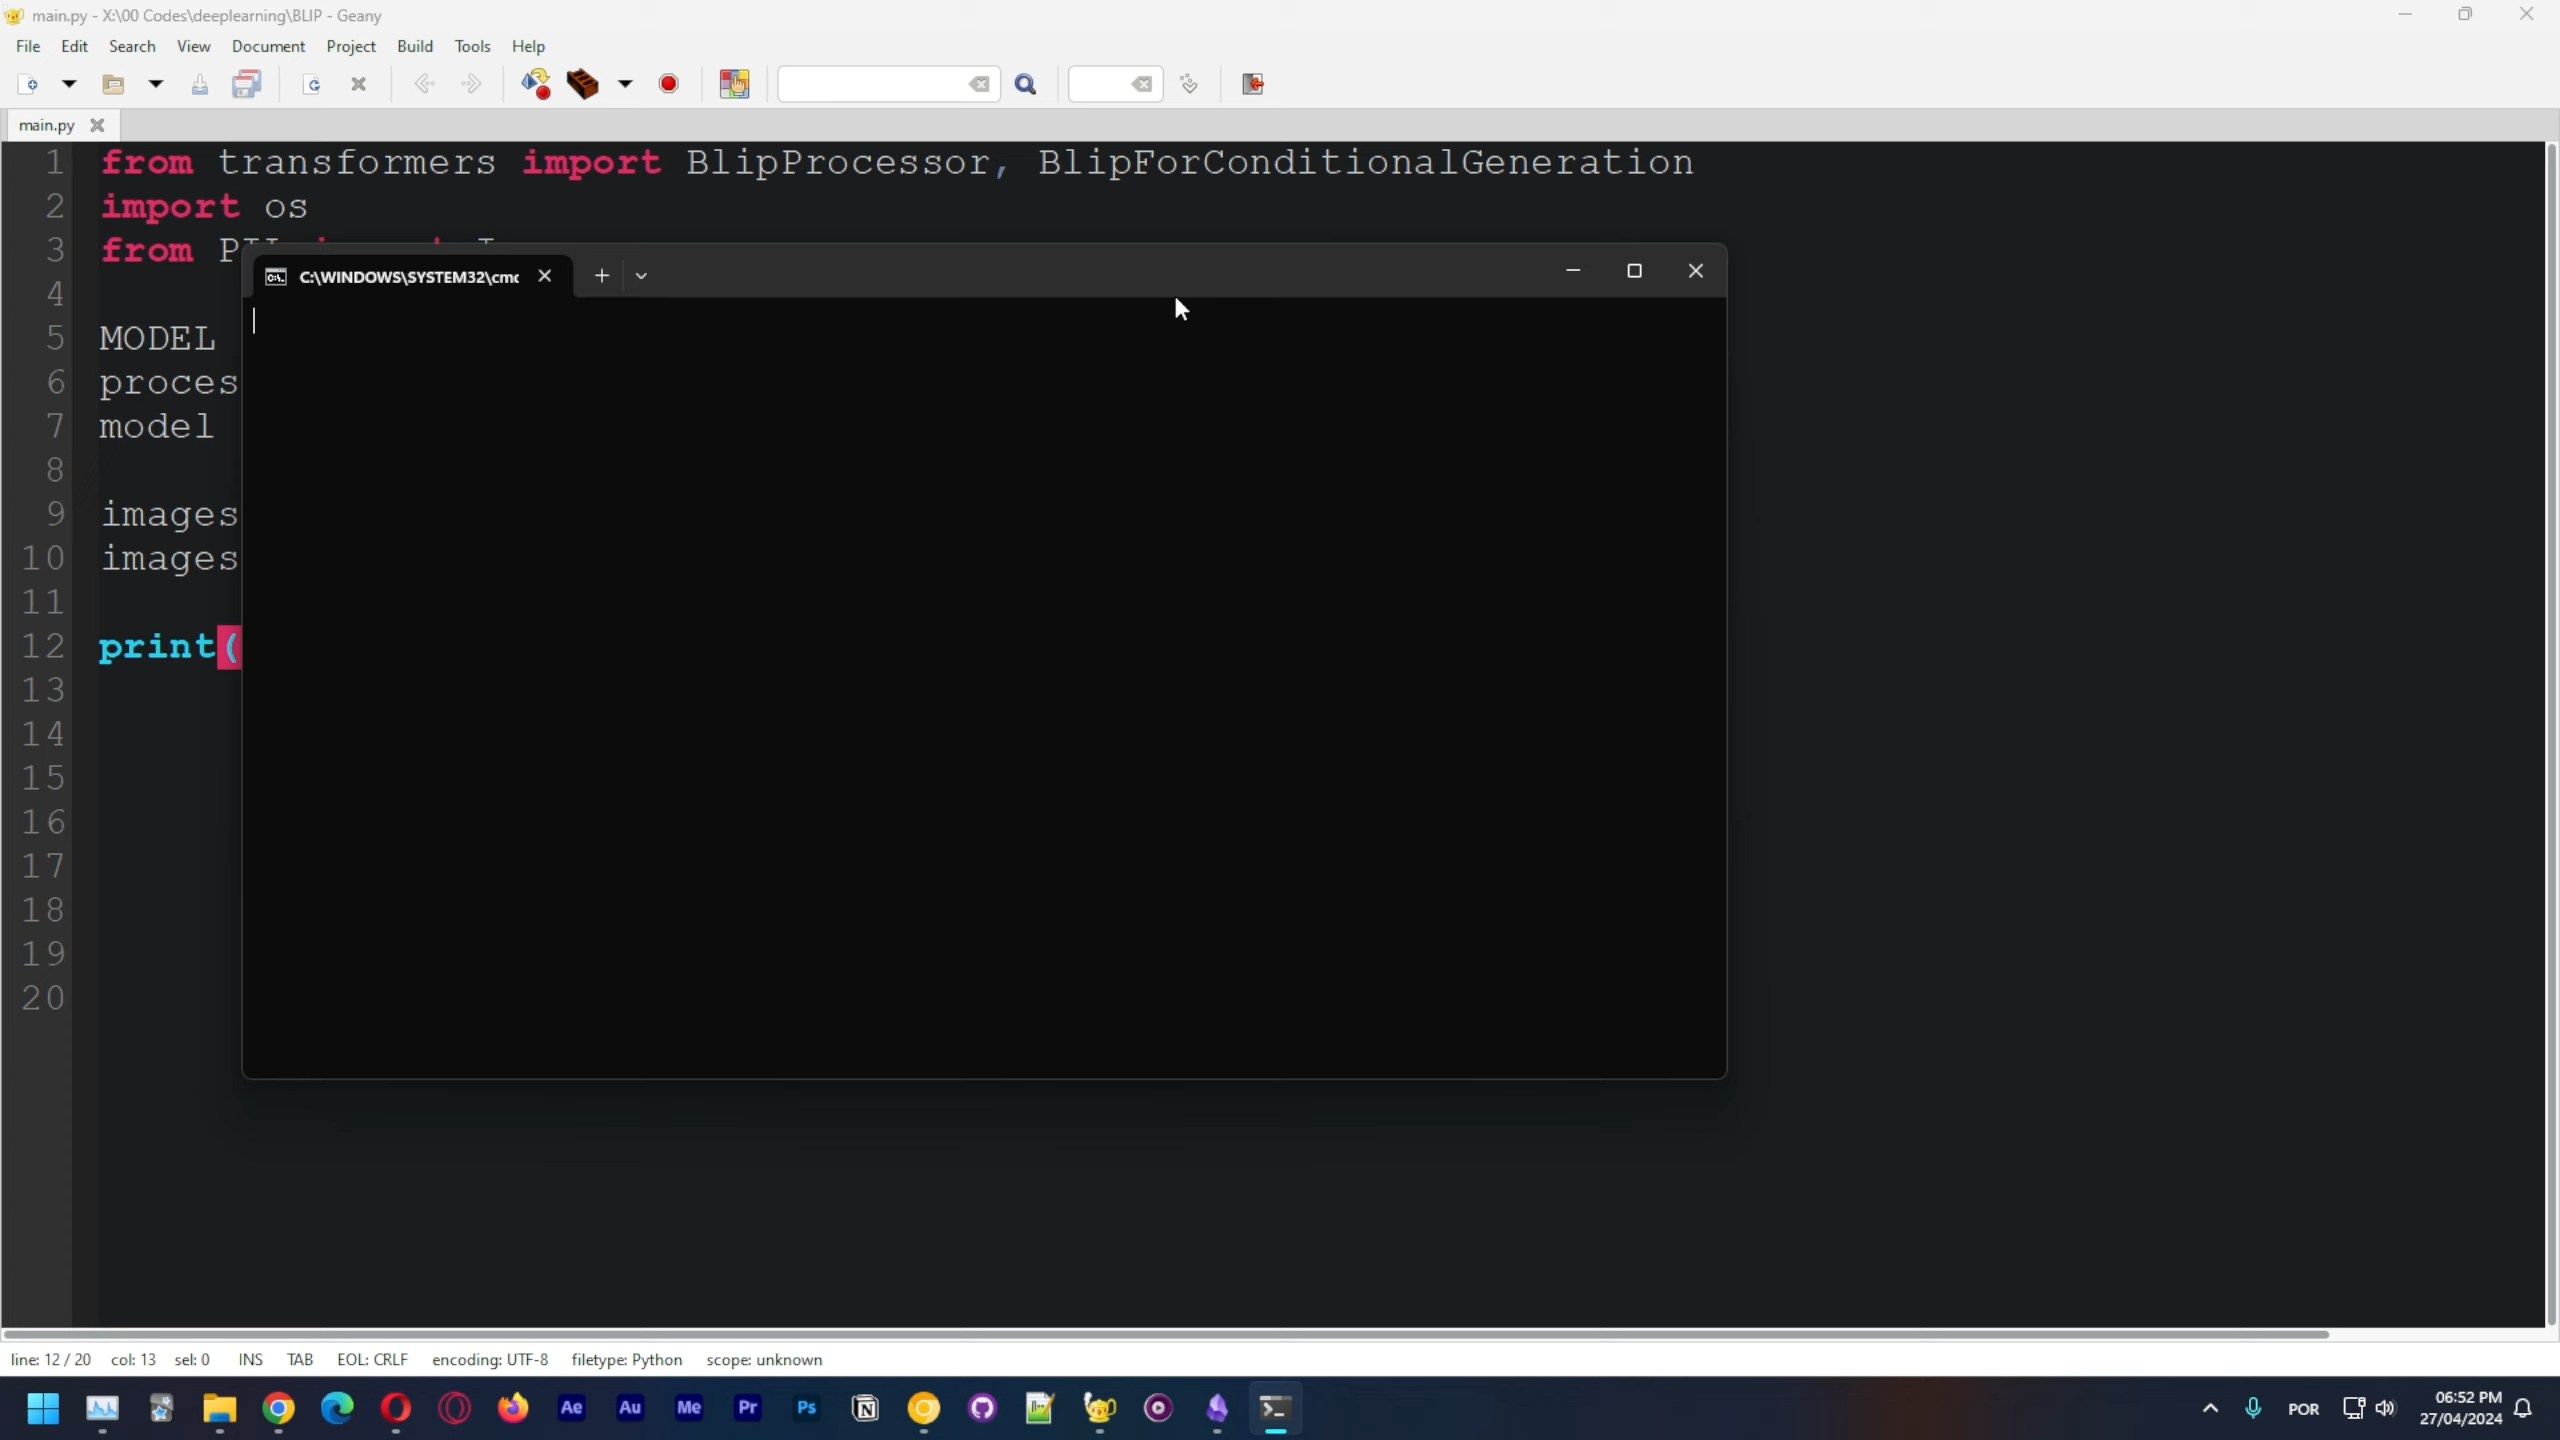 main.py - X:\00 Codes\deeplearning\BLIP - Geany
File Edit Search View Document Project Build Tools Help
main.py
1 from transformers import BlipProcessor, BlipForConditionalGeneration
2 import os
3 from
C:\WINDOWS\SYSTEM32\cmc
4
5 MODEL
6 proces
7 model
8
9 images
10 images
11
12 print(
13
14
15
16
17
18
19
20
line: 12 / 20 col: 13 sel: 0 INS TAB EOL: CRLF encoding: UTF-8 filetype: Python scope: unknown
Ae Au Me Pr Ps POR 06:52 PM
27/04/2024